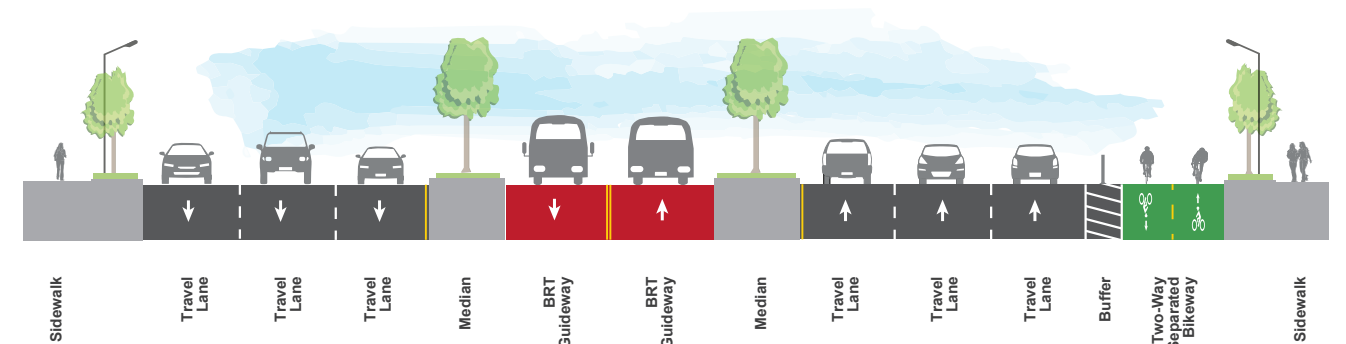 Sidewalk
Travel
Lane
Travel
Lane
Travel
Lane
Median
BRT
Guideway
BRT
Guideway
Median
Travel
Lane
Travel
Lane
Travel
Lane
Buffer
Two-Way
Separated
Bikeway
Sidewalk